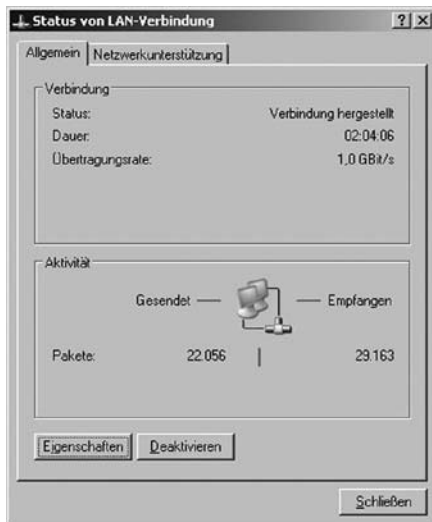 Status von LAN-Verbindung
Allgemein Netzwerkunterstützung
Verbindung
Status: Verbindung hergestellt
Dauer: 02:04:06
Übertragungsrate: 1,0 GBit/s
Aktivität
Gesendet Empfangen
Pakete: 22.056 29.163
Eigenschaften Deaktivieren
Schließen